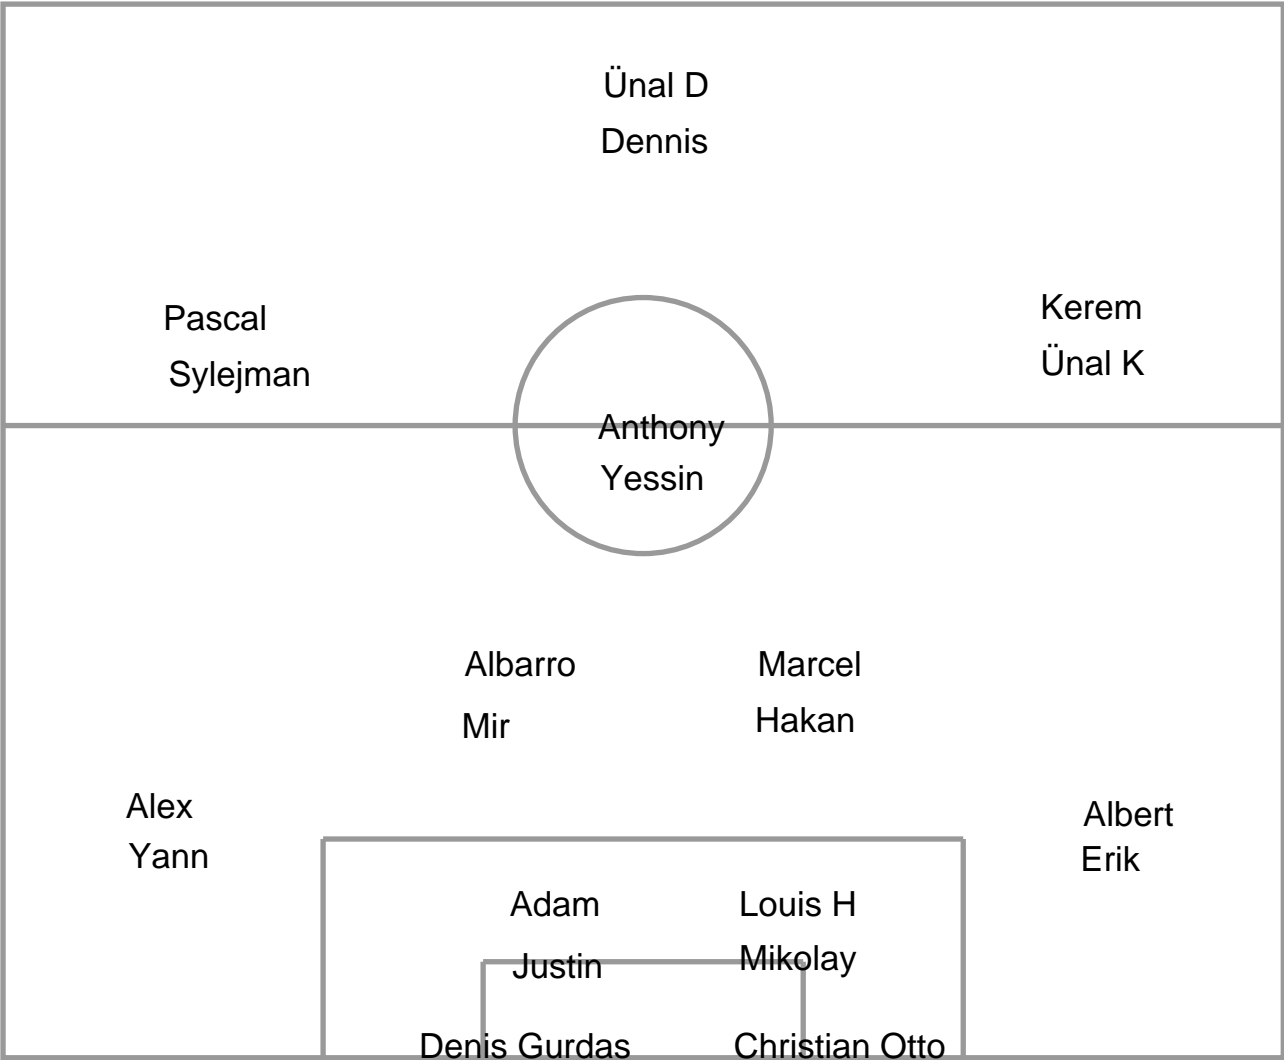 Ünal D
Dennis
Pascal
Sylejman
Kerem
Ünal K
Anthony
Yessin
Albarro
Mir
Marcel
Hakan
Alex
Yann
Albert
Erik
Adam
Justin
Louis H
Mikolay
Denis Gurdas
Christian Otto